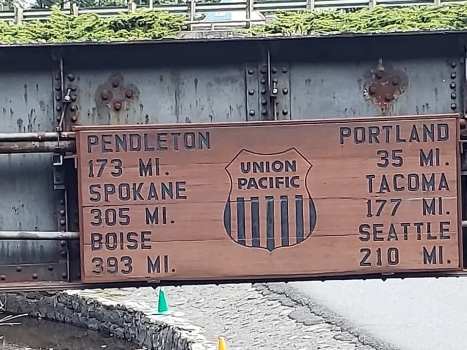 PENDLETON
173 MI.
SPOKANE
305 MI.
BOISE
393 MI.
UNION
PACIFIC
PORTLAND
35 MI.
TACOMA
177 MI.
SEATTLE
210 MI.